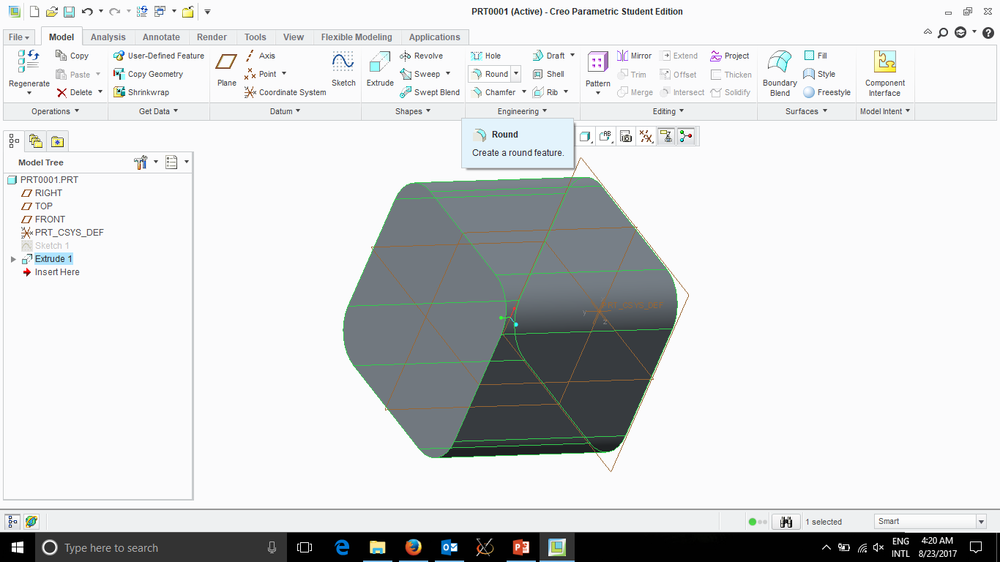 PRT0001 (Active) - Creo Parametric Student Edition
File
Model
Analysis
Annotate
Render
Tools
View
Flexible Modeling
Applications
Regenerate
Copy
Paste
Delete
Operations
User-Defined Feature
Copy Geometry
Shrinkwrap
Get Data
Plane
Axis
Point
Coordinate System
Sketch
Datum
Extrude
Revolve
Sweep
Swept Blend
Shapes
Hole
Round
Chamfer
Draft
Shell
Rib
Engineering
Pattern
Mirror
Trim
Merge
Extend
Offset
Intersect
Project
Thicken
Solidify
Editing
Boundary
Blend
Fill
Style
Freestyle
Surfaces
Component
Interface
Model Intent
Round
Create a round feature.
Model Tree
PRT0001.PRT
RIGHT
TOP
FRONT
PRT_CSYS_DEF
Sketch 1
Extrude 1
Insert Here
PRT_CSYS_DEF
y
z
1 selected
Smart
Type here to search
ENG
INTL
4:20 AM
8/23/2017